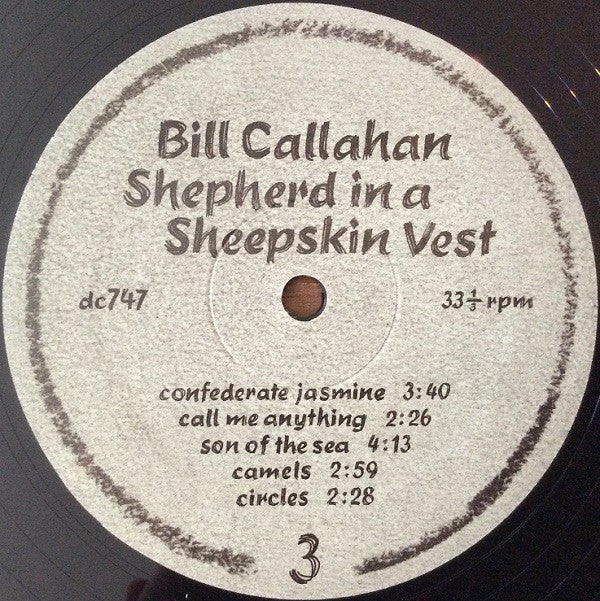 Bill Callahan
Shepherd in a
Sheepskin Vest
dc747 33⅓ rpm
confederate jasmine 3:40
call me anything 2:26
son of the sea 4:13
camels 2:59
circles 2:28
3